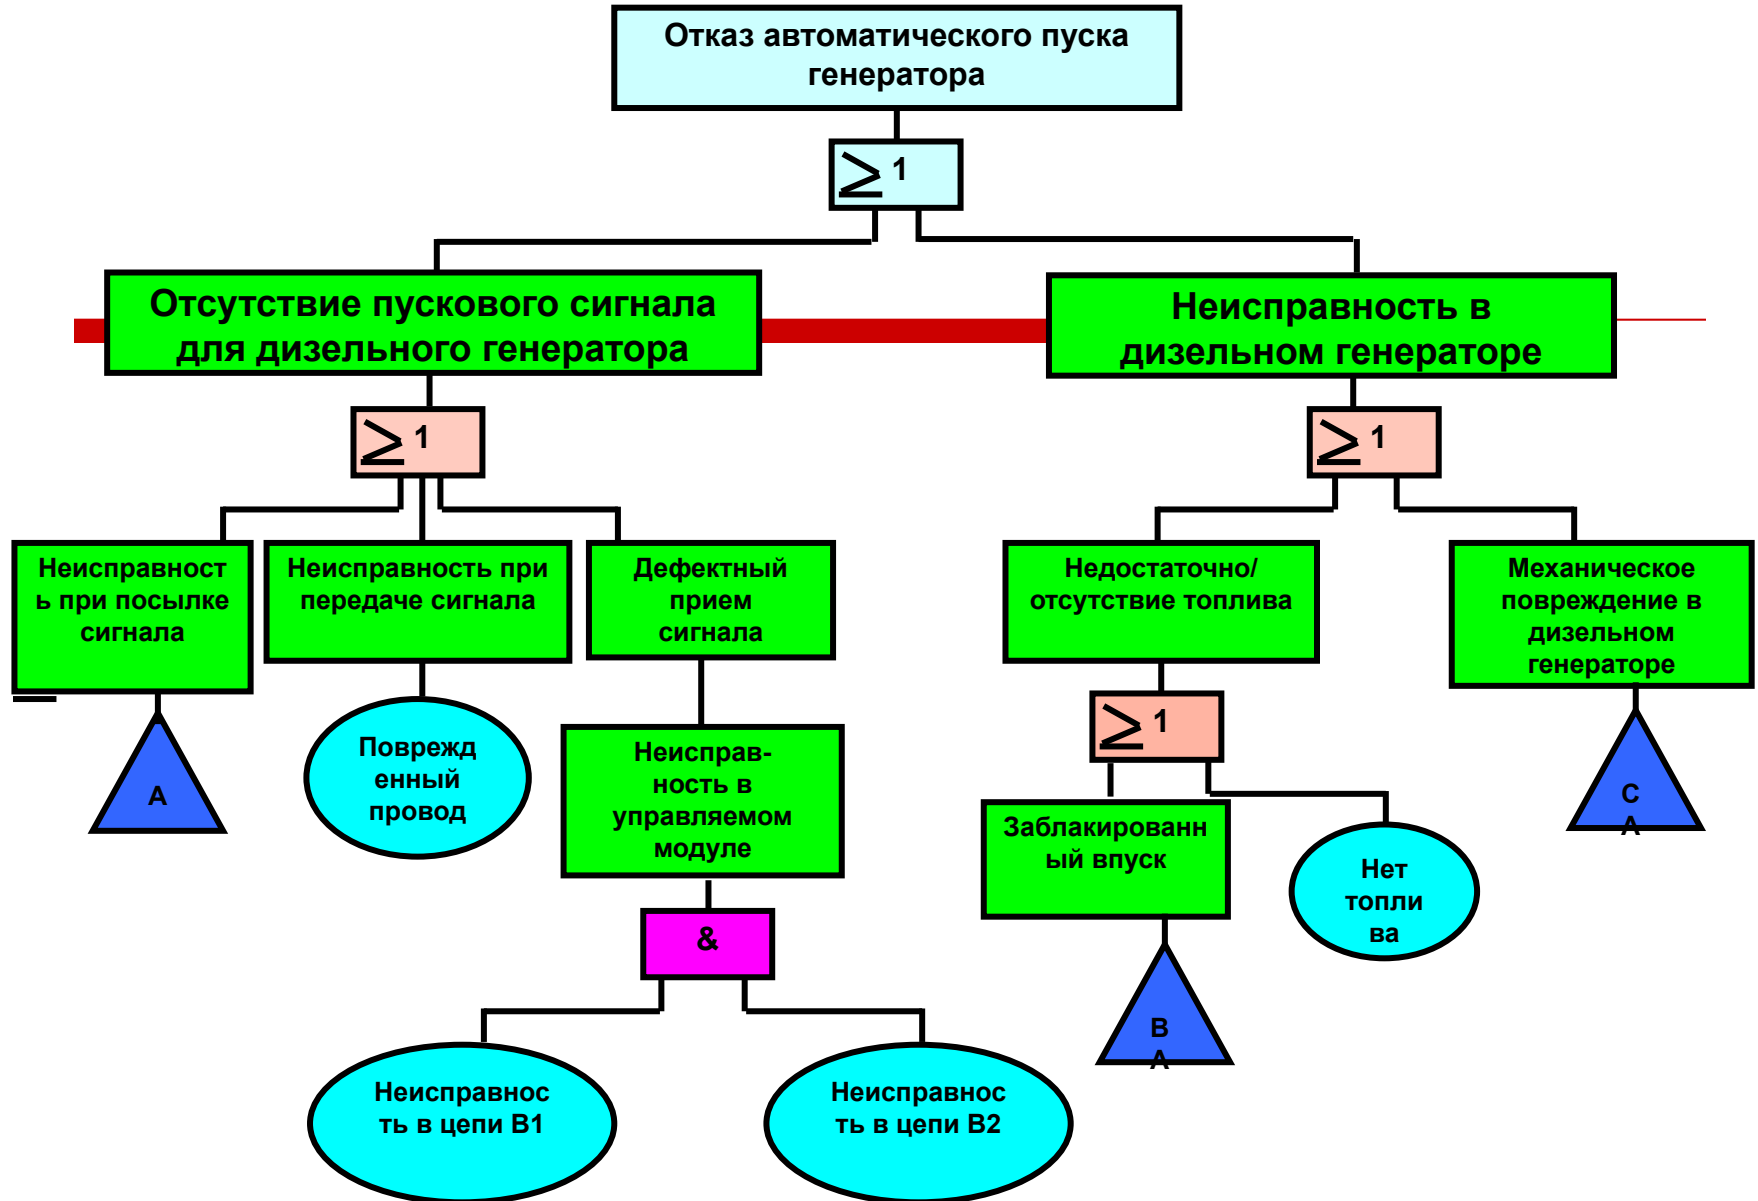 Отказ автоматического пуска
генератора
≥ 1
Отсутствие пускового сигнала
для дизельного генератора
Неисправность в
дизельном генераторе
≥ 1
≥ 1
Неисправност
ь при посылке
сигнала
Неисправность при
передаче сигнала
Дефектный
прием
сигнала
Недостаточно/
отсутствие топлива
Механическое
повреждение в
дизельном
генераторе
≥ 1
А
Поврежд
енный
провод
Неисправ-
ность в
управляемом
модуле
С
А
Заблакированн
ый впуск
Нет
топли
ва
&
В
А
Неисправнос
ть в цепи В1
Неисправнос
ть в цепи В2